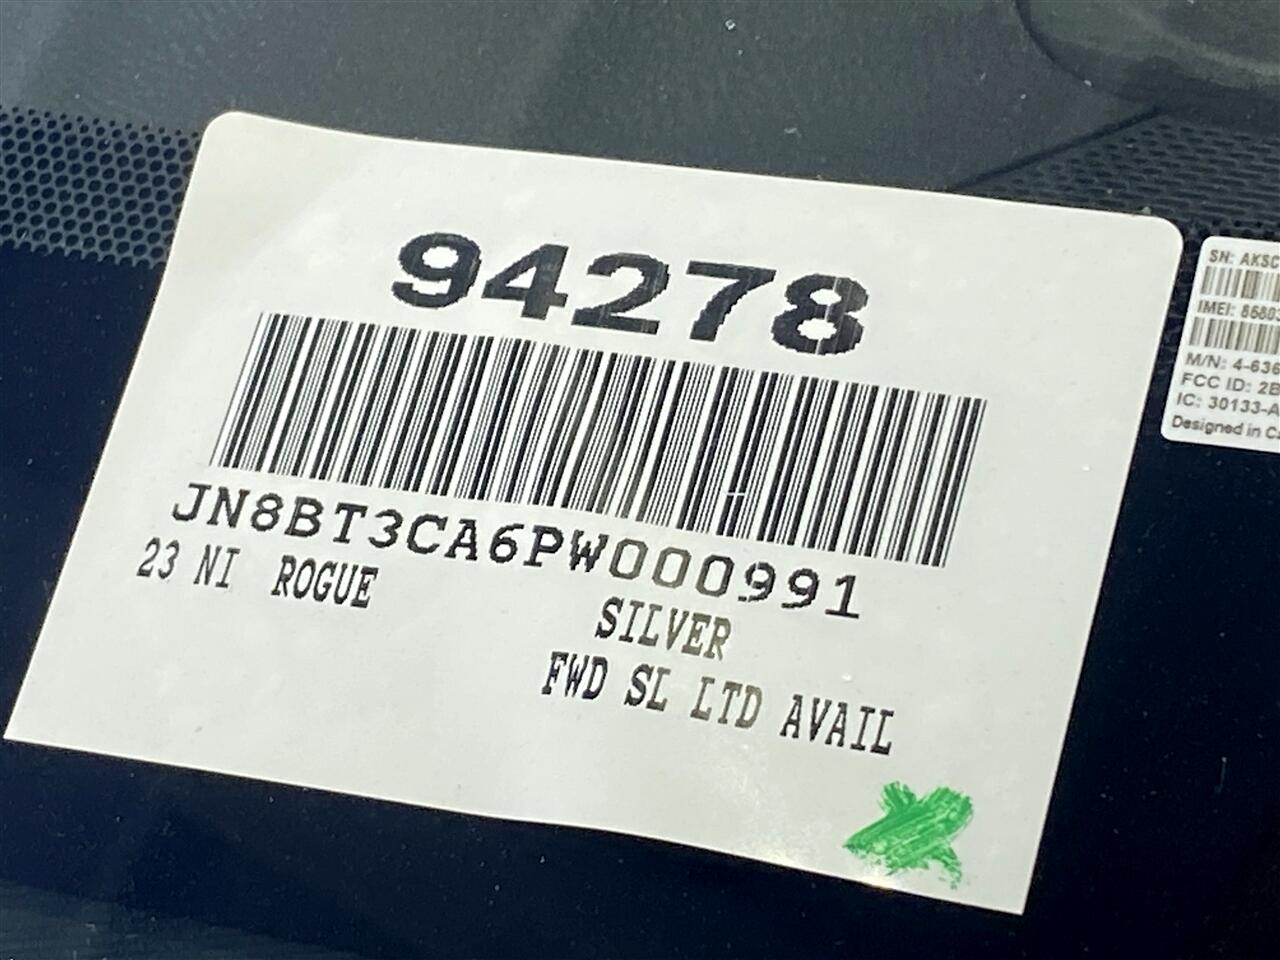 94278
JN8BT3CA6PW000991
23 NI ROGUE
SILVER
FWD SL LTD AVAIL
SN: AKSC
IMEI: 8680
M/N: 4-636
FCC ID: 2B
IC: 30133-A
Designed in C